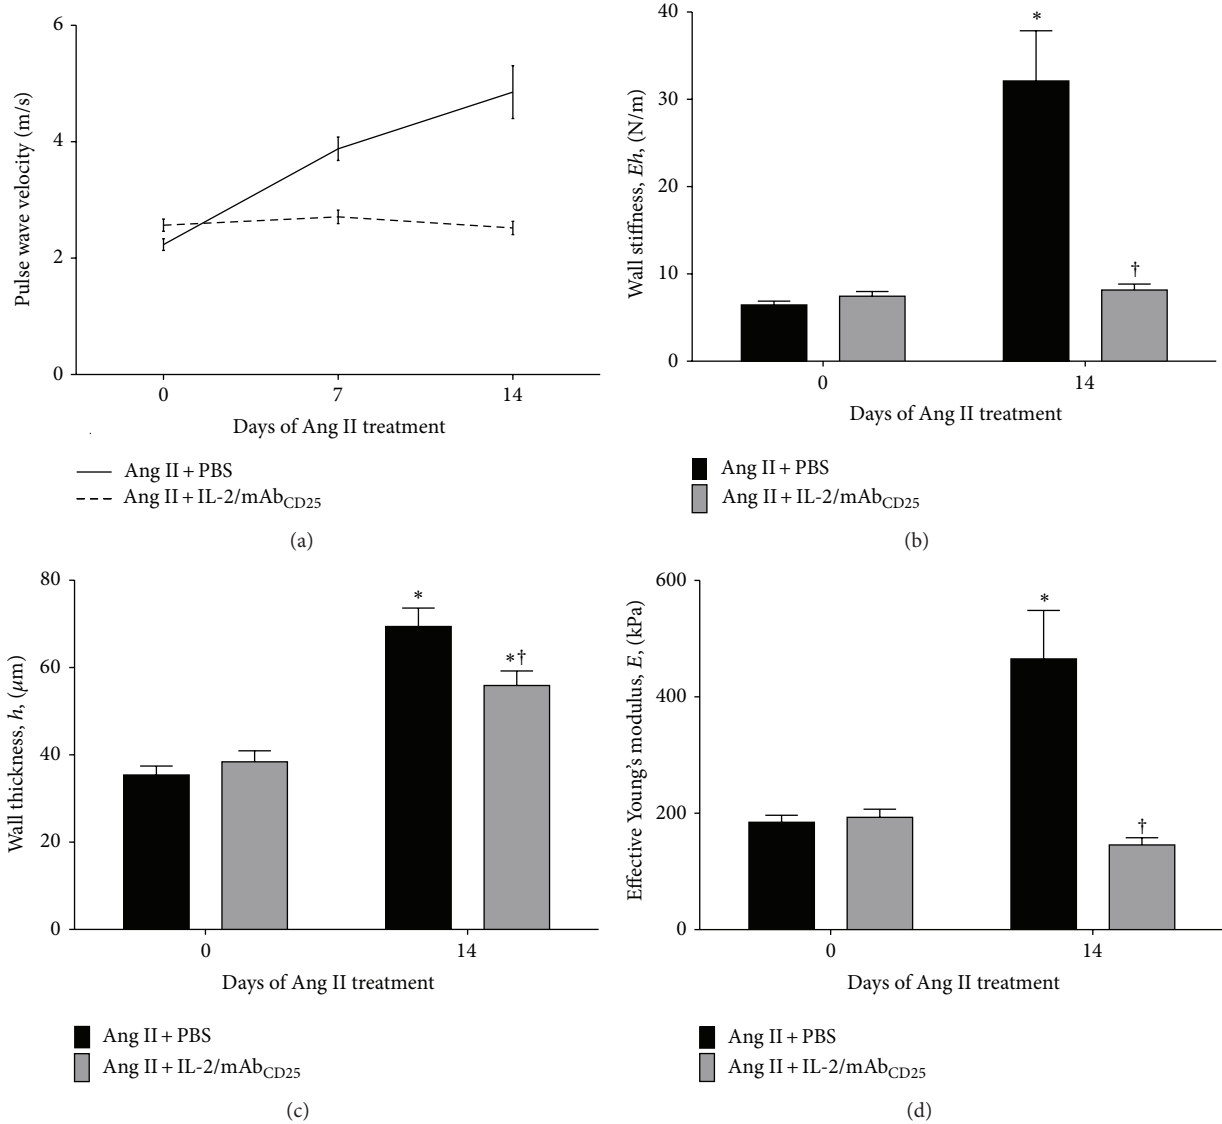 6
4
2
0
Pulse wave velocity (m/s)
0 7 14
Days of Ang II treatment
Ang II + PBS
Ang II + IL-2/mAbCD25
(a)
40
30
20
10
0
Wall stiffness, Eh, (N/m)
*
†
0 14
Days of Ang II treatment
Ang II + PBS
Ang II + IL-2/mAbCD25
(b)
80
60
40
20
0
Wall thickness, h, (μm)
*
*†
0 14
Days of Ang II treatment
Ang II + PBS
Ang II + IL-2/mAbCD25
(c)
600
400
200
0
Effective Young's modulus, E, (kPa)
*
†
0 14
Days of Ang II treatment
Ang II + PBS
Ang II + IL-2/mAbCD25
(d)